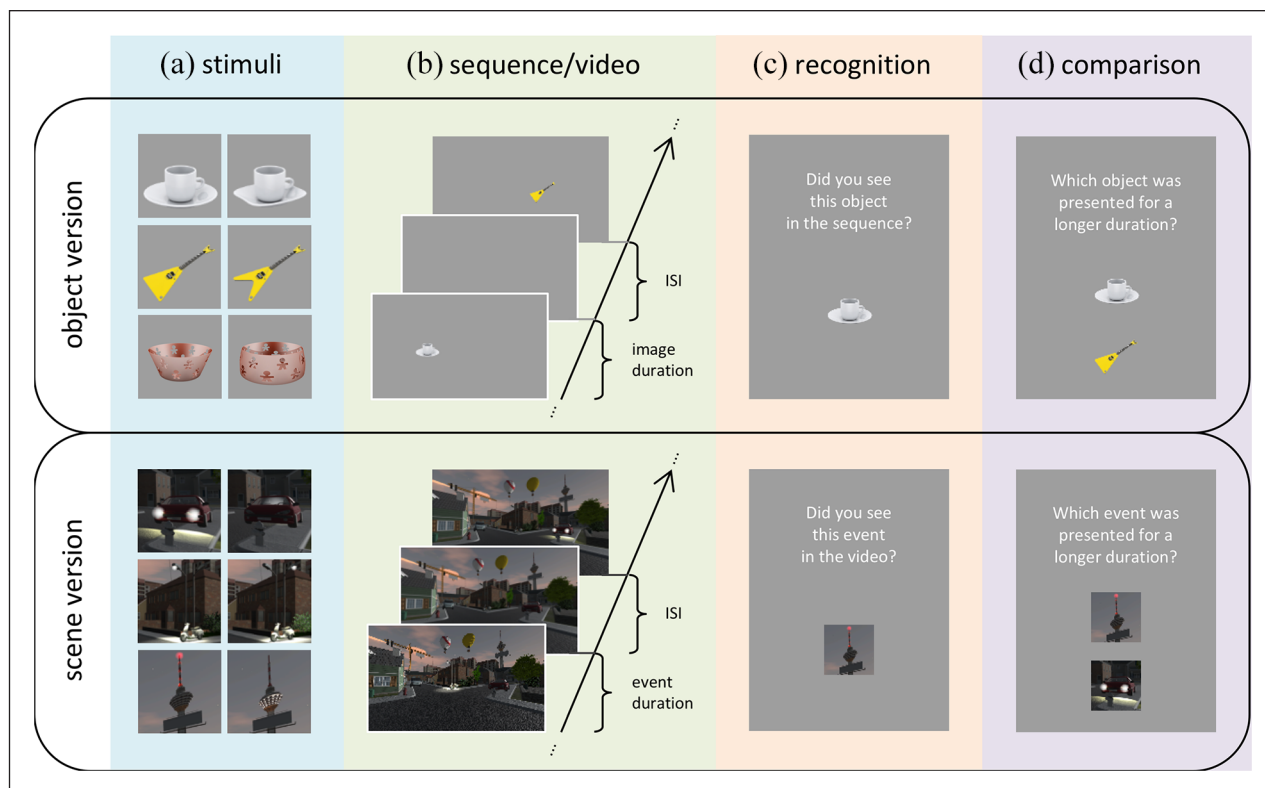 (a) stimuli
(b) sequence/video
(c) recognition
(d) comparison
object version
ISI
image
duration
Did you see
this object
in the sequence?
Which object was
presented for a
longer duration?
scene version
ISI
event
duration
Did you see
this event
in the video?
Which event was
presented for a
longer duration?